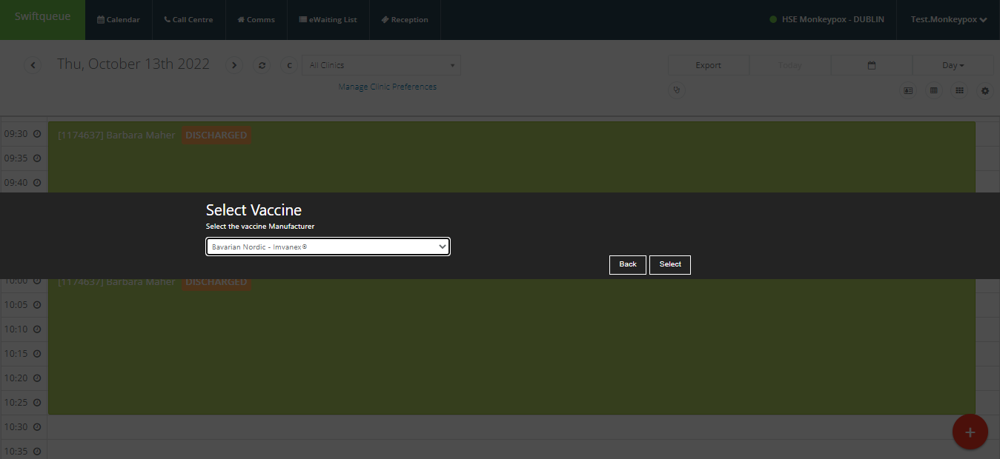 Swiftqueue
Calendar
Call Centre
Comms
eWaiting List
Reception
HSE Monkeypox - DUBLIN
Test.Monkeypox
Thu, October 13th 2022
C
All Clinics
Manage Clinic Preferences
Export
Today
Day
09:30
[1174637] Barbara Maher DISCHARGED
09:35
09:40
Select Vaccine
Select the vaccine Manufacturer
Bavarian Nordic - Imvanex®
Back
Select
10:00
[1174637] Barbara Maher DISCHARGED
10:05
10:10
10:15
10:20
10:25
10:30
+
10:35